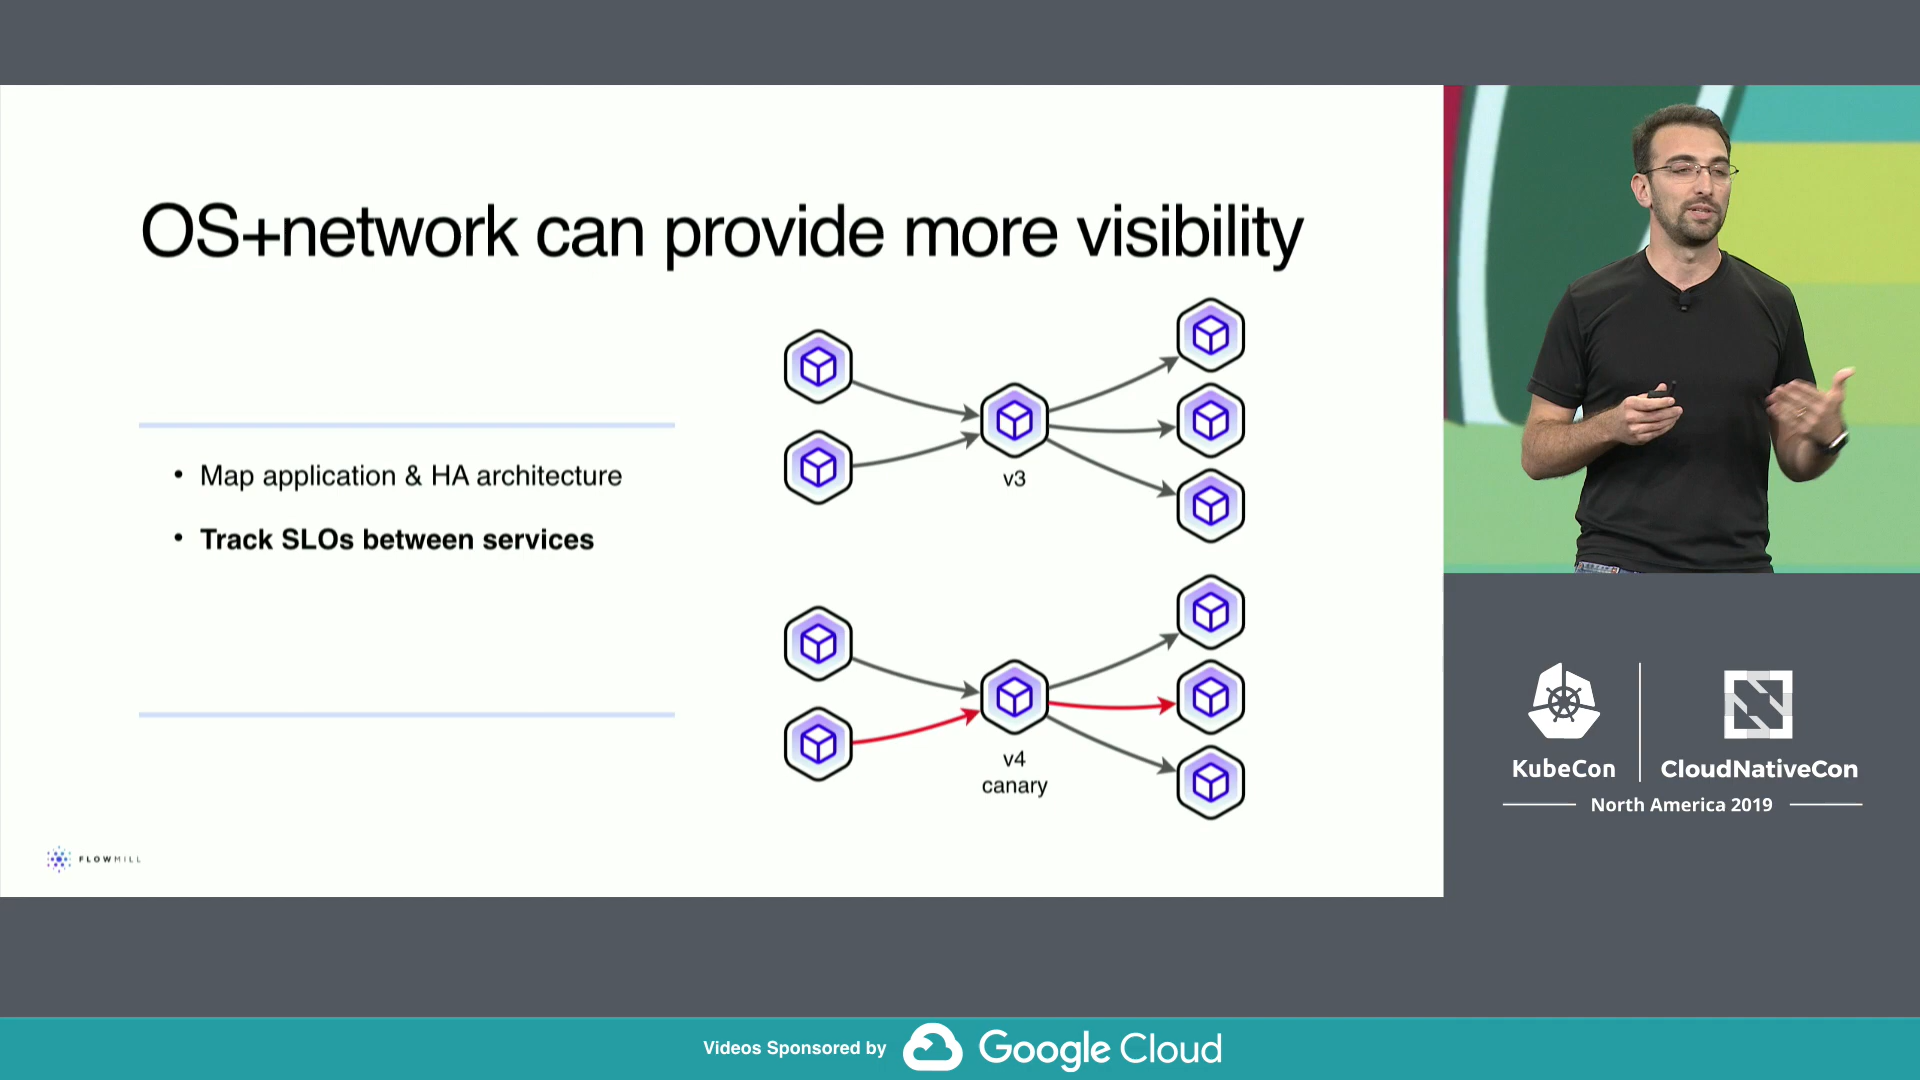 OS+network can provide more visibility
• Map application & HA architecture
• Track SLOs between services
v3
v4
canary
FLOWMILL
KubeCon
CloudNativeCon
North America 2019
Videos Sponsored by Google Cloud